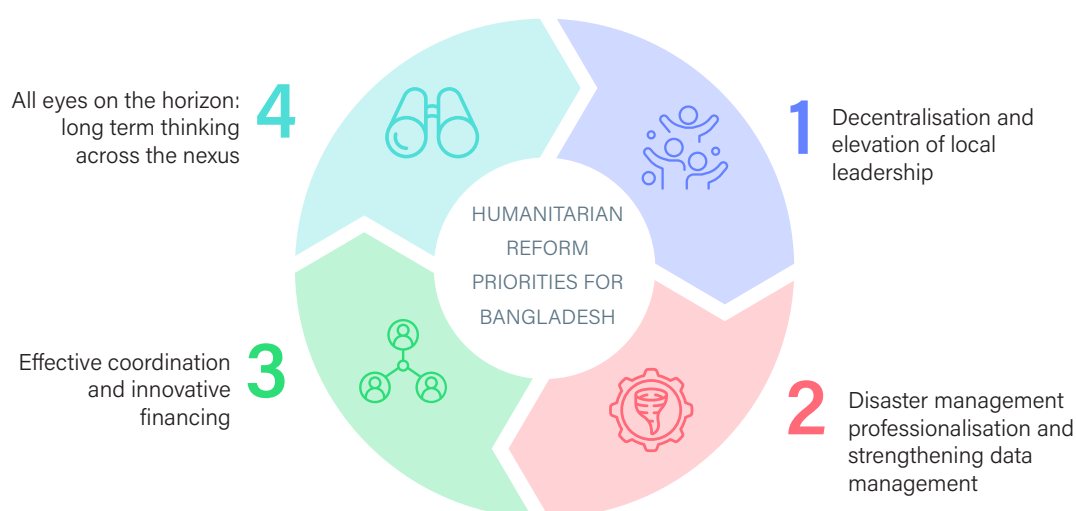 HUMANITARIAN
REFORM
PRIORITIES FOR
BANGLADESH
1
Decentralisation and
elevation of local
leadership
2
Disaster management
professionalisation and
strengthening data
management
3
Effective coordination
and innovative
financing
4
All eyes on the horizon:
long term thinking
across the nexus